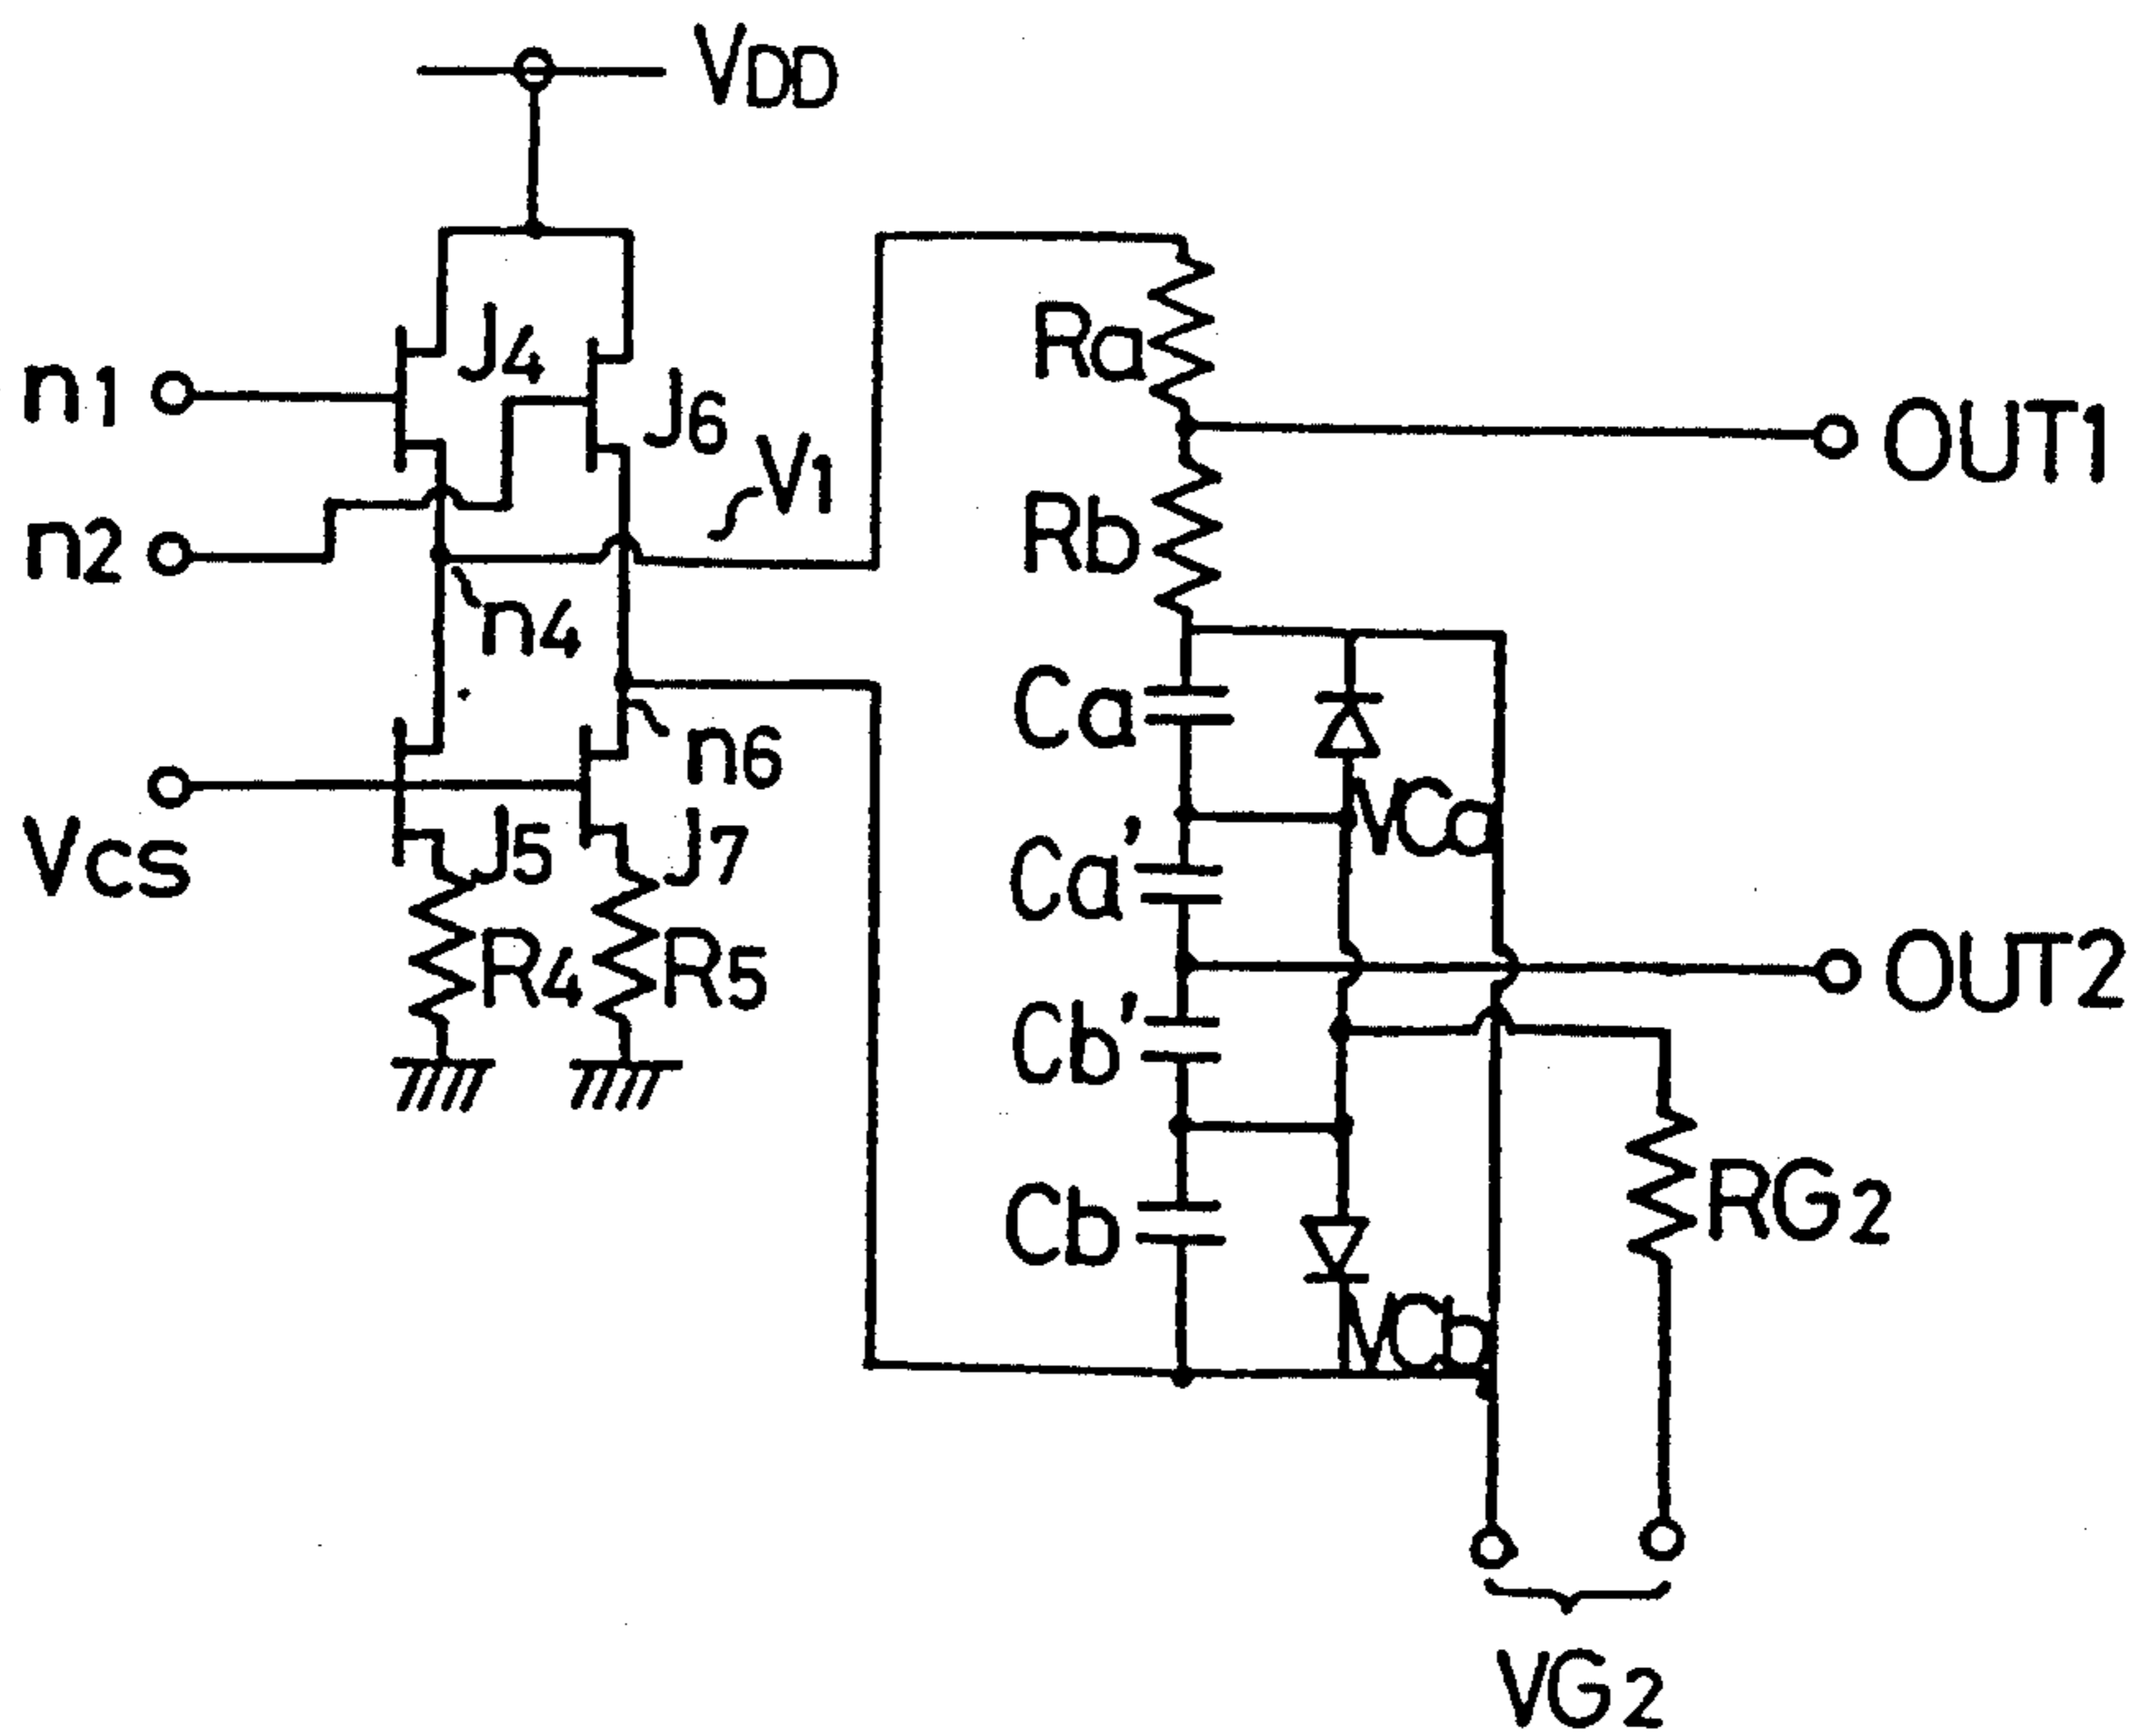 VDD
J4
n1
J6
V1
n2
n4
n6
VCS
J5
J7
R4
R5
Ra
OUT1
Rb
Ca
VCa
Ca'
OUT2
Cb'
RG2
Cb
VCb
VG2